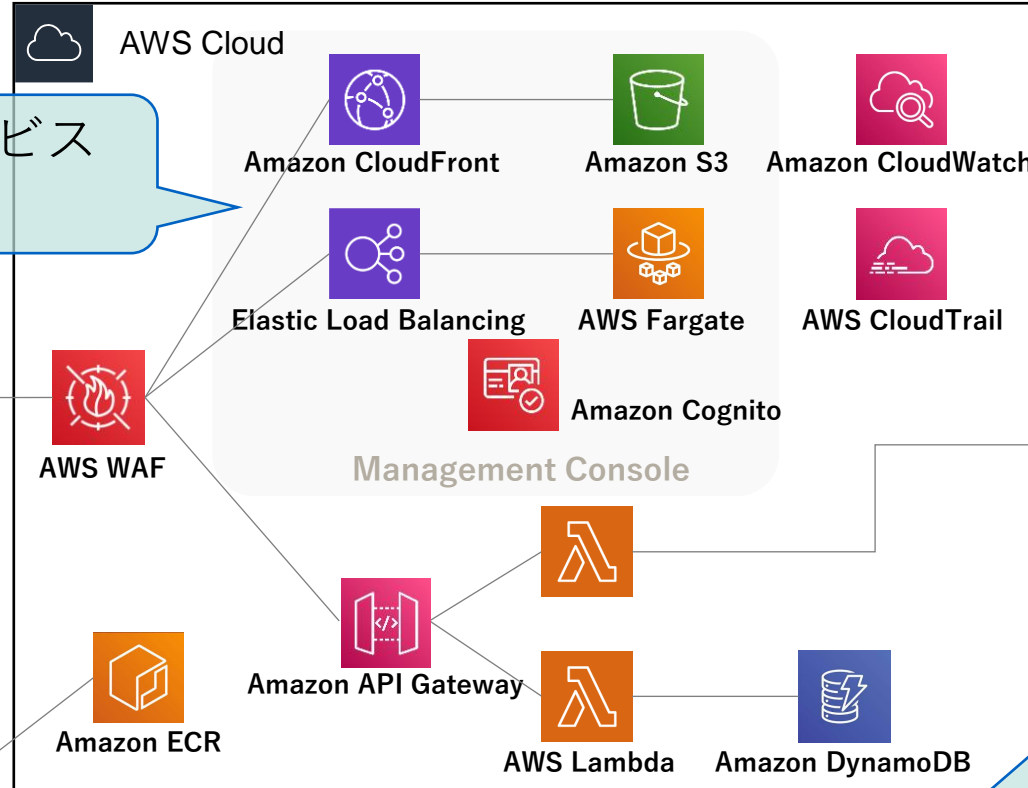 AWS Cloud
ビス
Amazon CloudFront
Amazon S3
Amazon CloudWatch
Elastic Load Balancing
AWS Fargate
AWS CloudTrail
Amazon Cognito
AWS WAF
Management Console
</>
Amazon API Gateway
Amazon ECR
AWS Lambda
Amazon DynamoDB